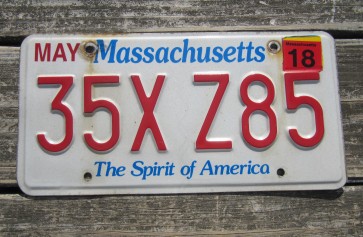 MAY Massachusetts 18
35X Z85
The Spirit of America